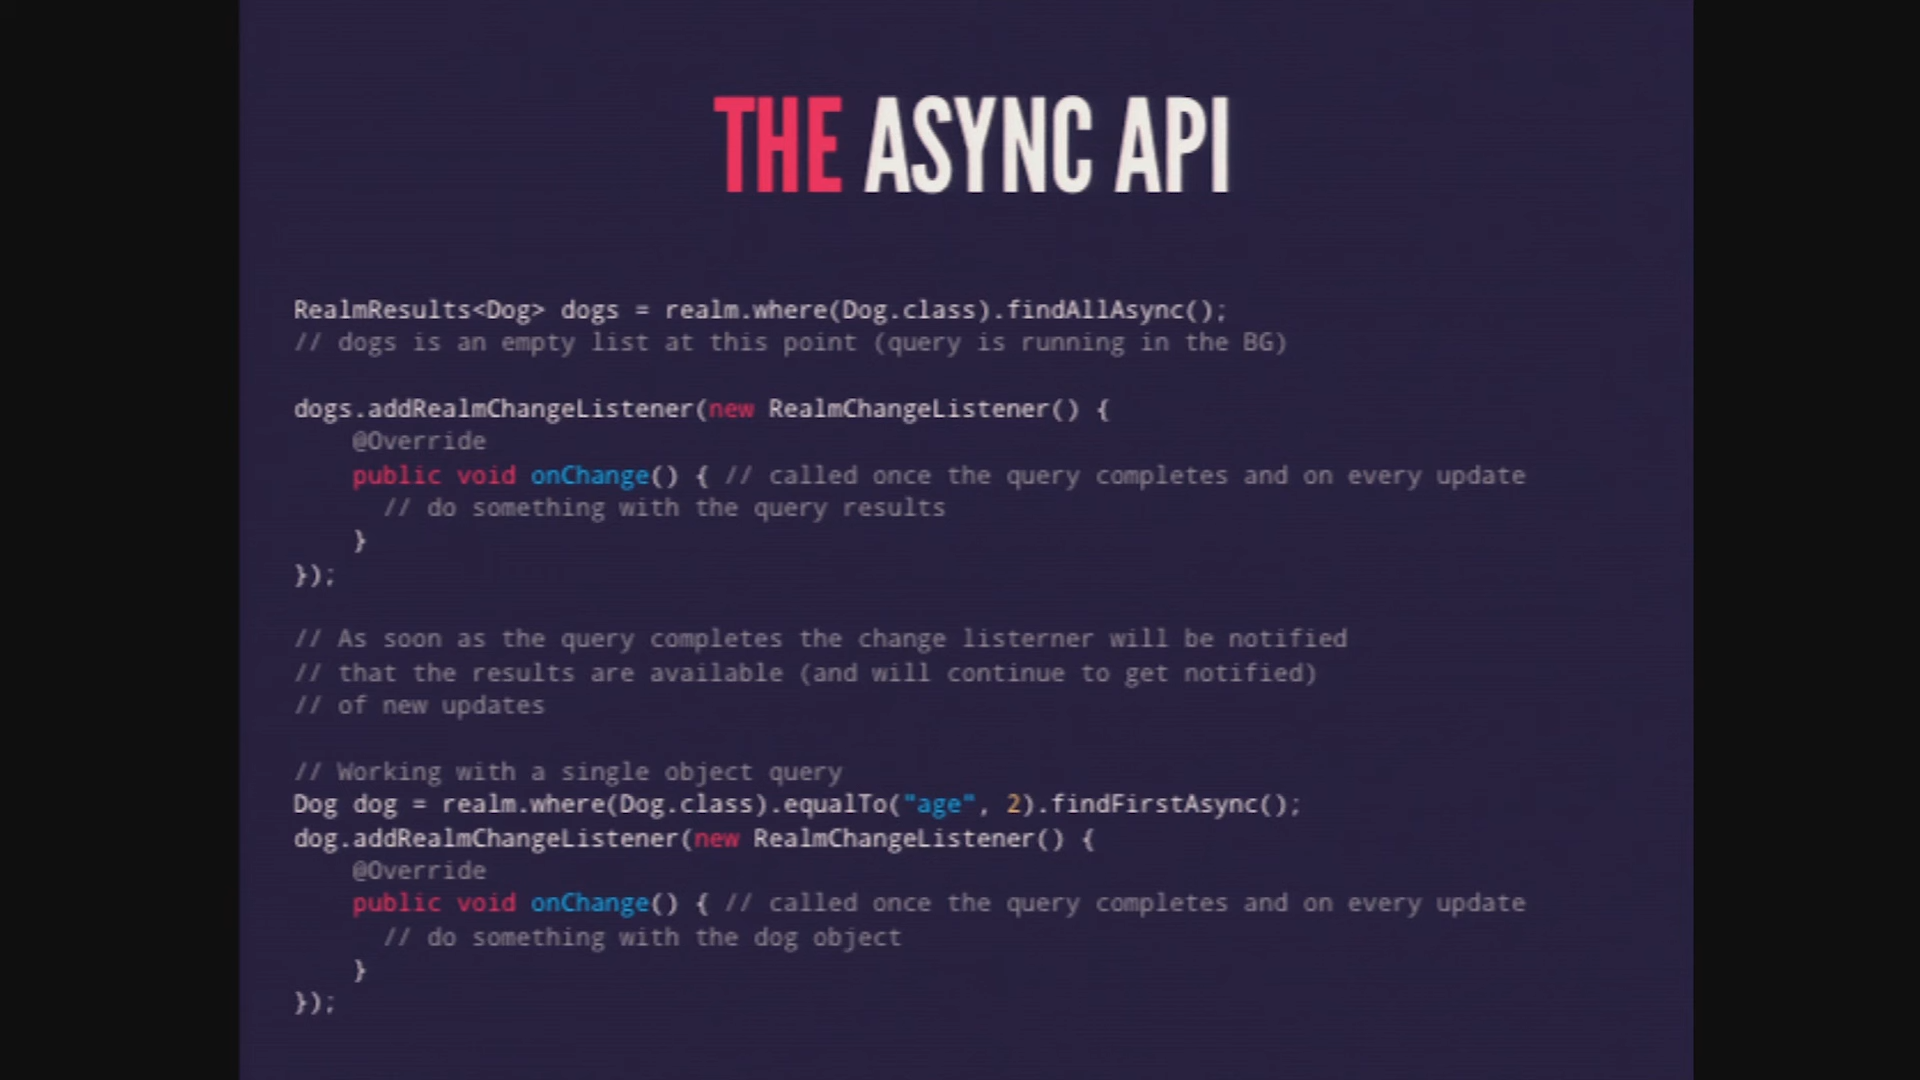 THE ASYNC API
RealmResults<Dog> dogs = realm.where(Dog.class).findAllAsync();
// dogs is an empty list at this point (query is running in the BG)
dogs.addRealmChangeListener(new RealmChangeListener() {
@Override
public void onChange() { // called once the query completes and on every update
// do something with the query results
}
});
// As soon as the query completes the change listerner will be notified
// that the results are available (and will continue to get notified)
// of new updates
// Working with a single object query
Dog dog = realm.where(Dog.class).equalTo("age", 2).findFirstAsync();
dog.addRealmChangeListener(new RealmChangeListener() {
@Override
public void onChange() { // called once the query completes and on every update
// do something with the dog object
}
});